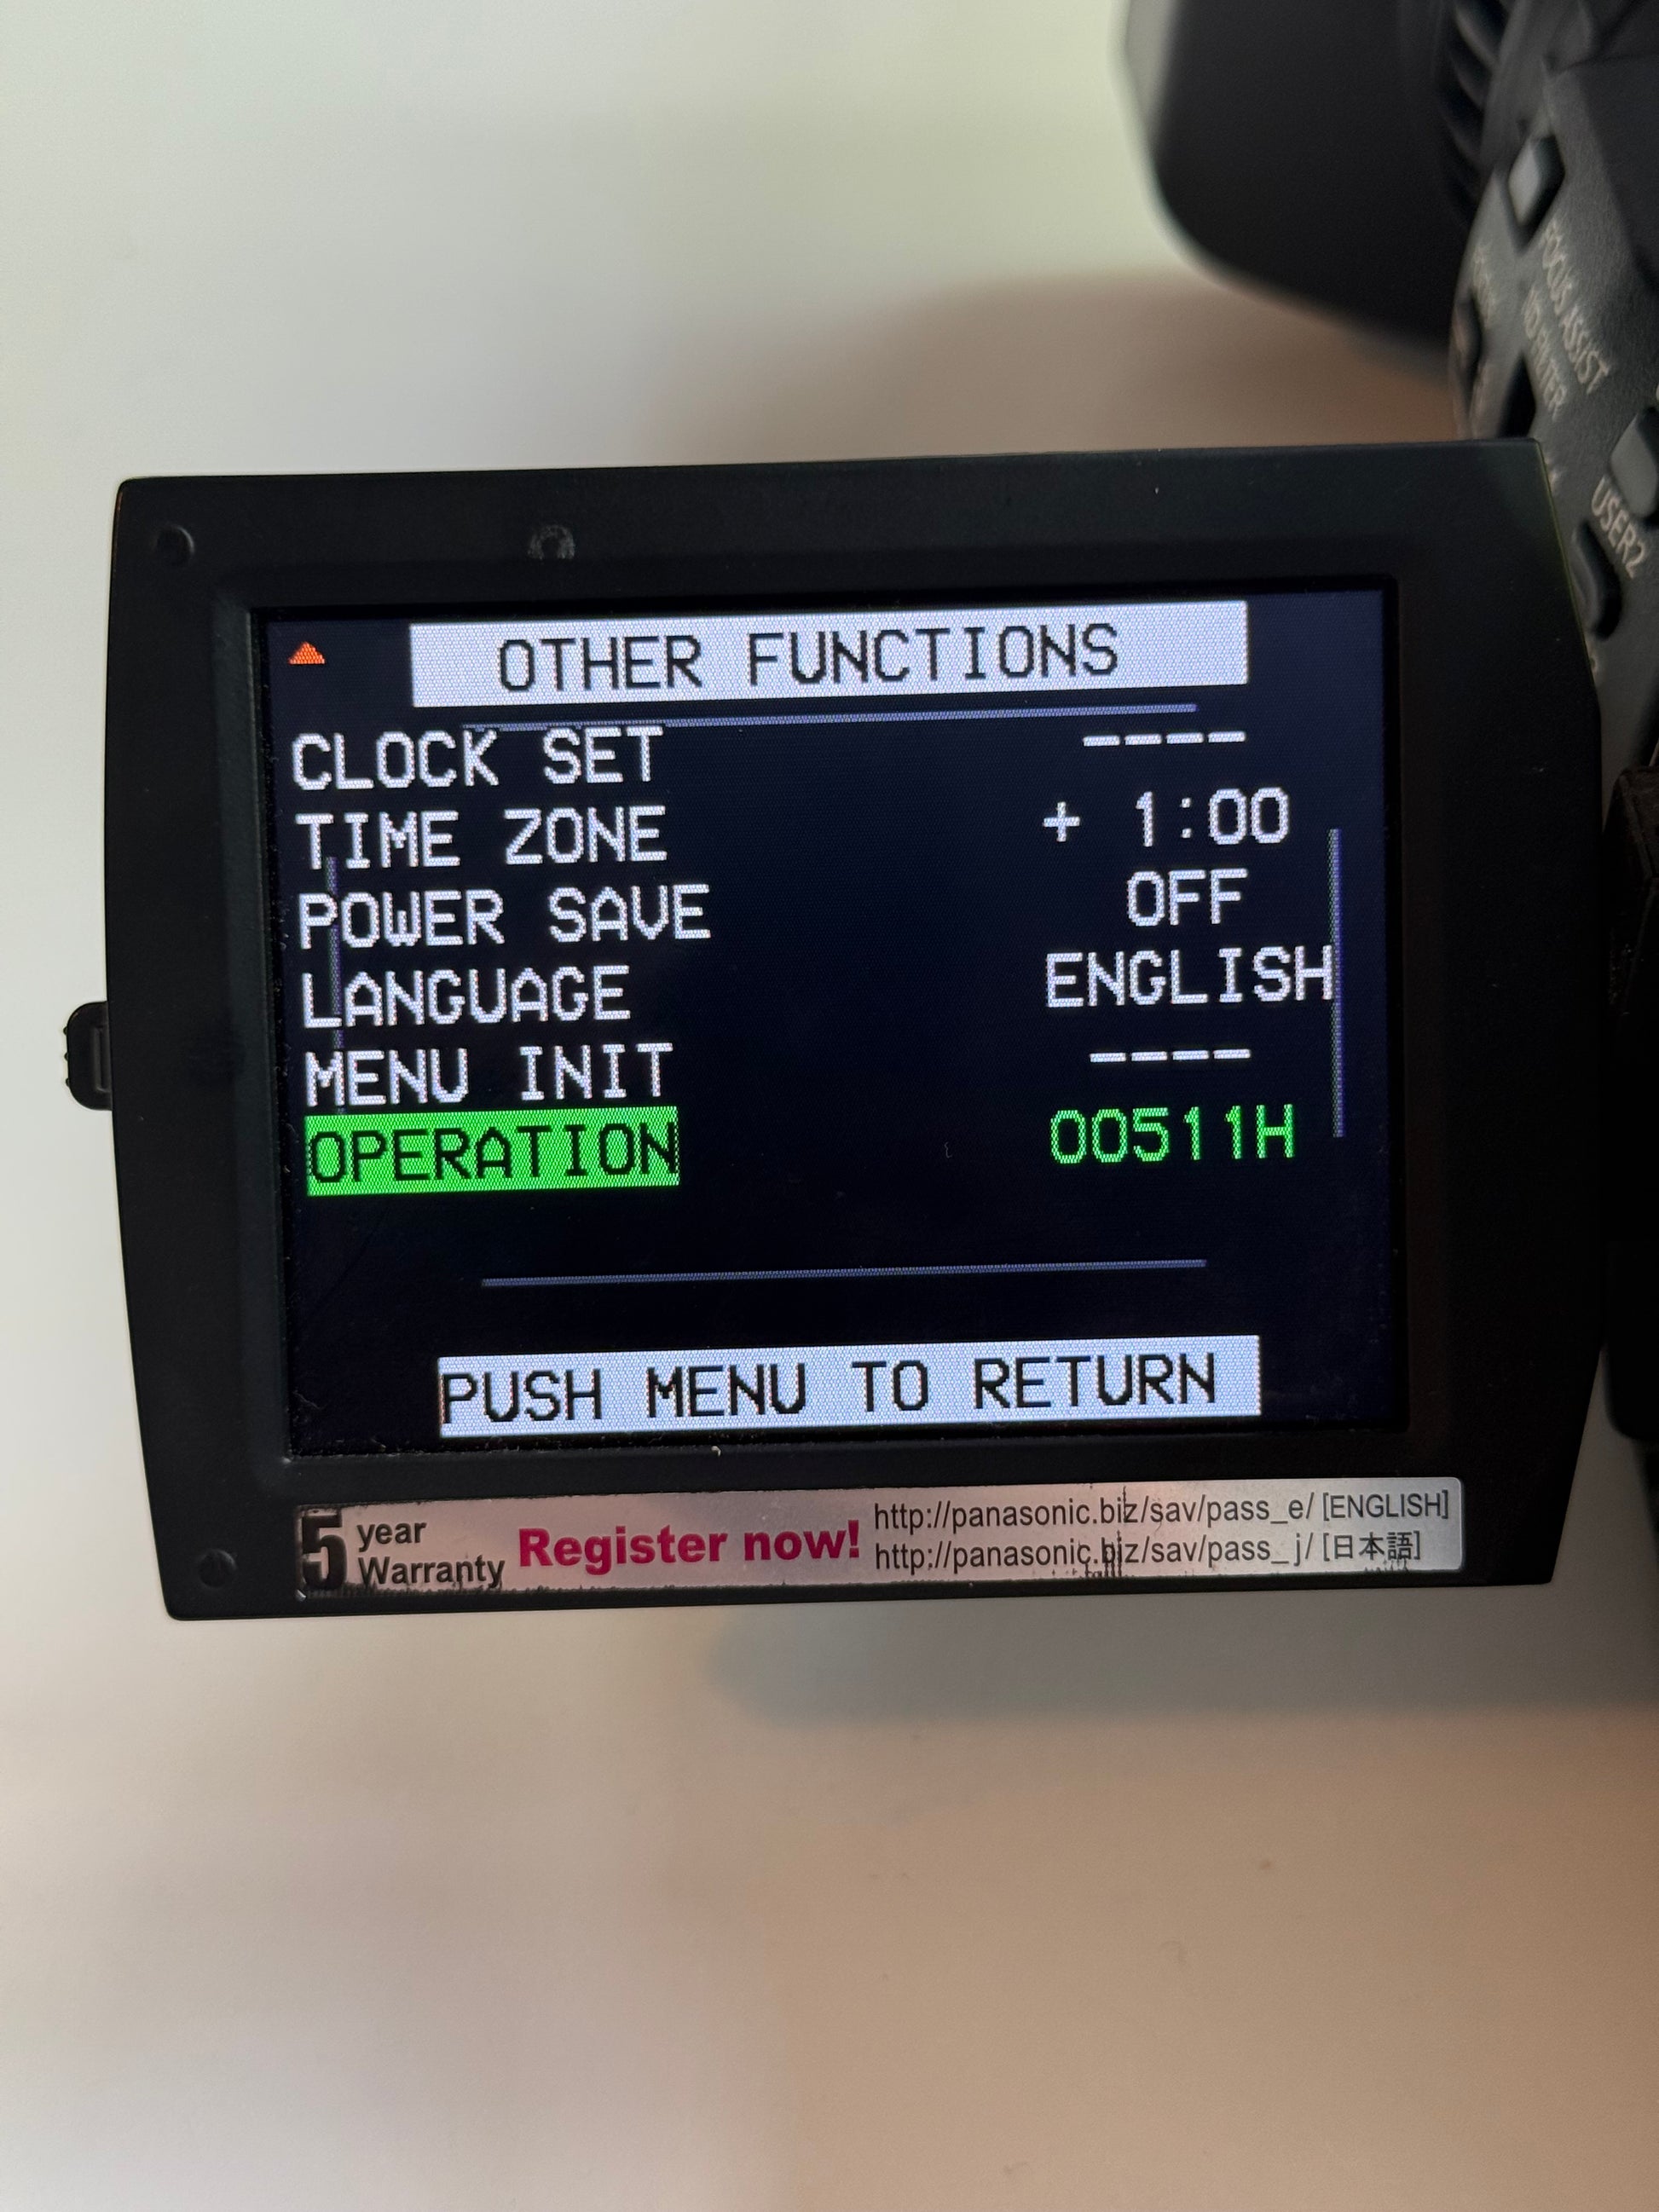 OTHER FUNCTIONS
CLOCK SET ----
TIME ZONE + 1:00
POWER SAVE OFF
LANGUAGE ENGLISH
MENU INIT ----
OPERATION 00511H
PUSH MENU TO RETURN
5 year Warranty Register now!
http://panasonic.biz/sav/pass_e/ [ENGLISH]
http://panasonic.biz/sav/pass_j/ [日本語]
FOCUS ASSIST
USER2